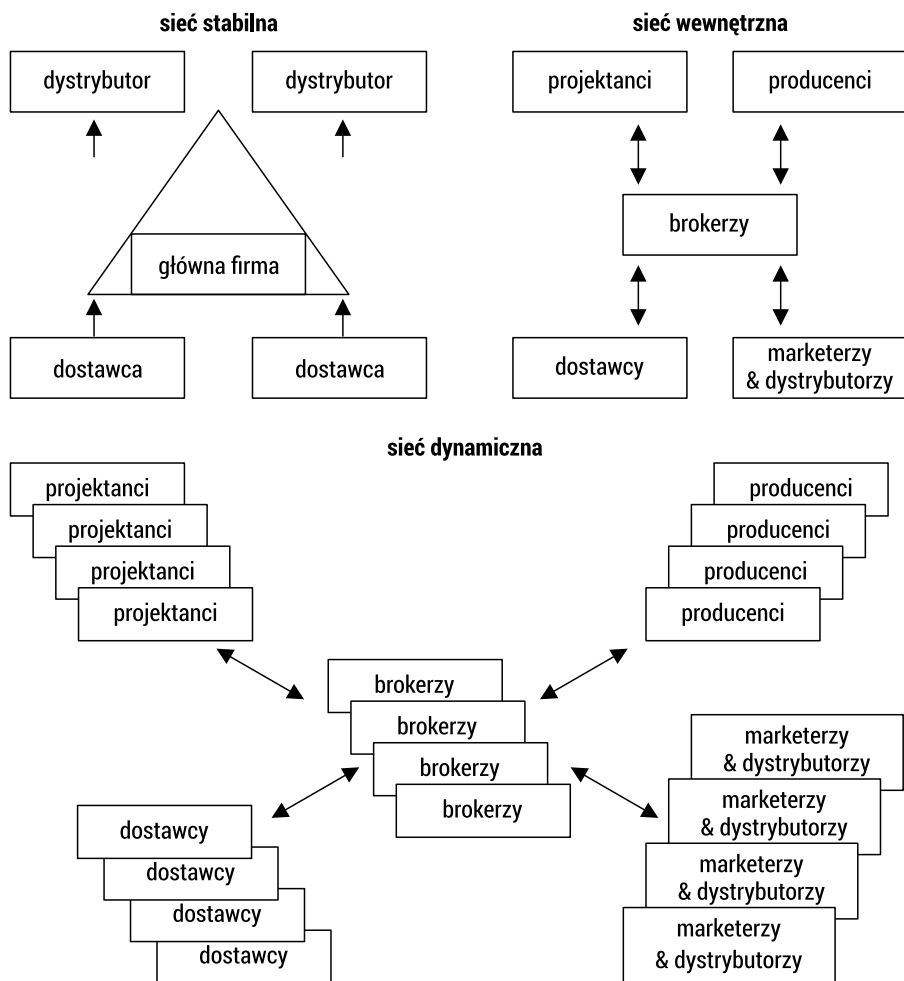 sieć stabilna
dystrybutor
dystrybutor
główna firma
dostawca
dostawca
sieć wewnętrzna
projektanci
producenci
brokerzy
dostawcy
marketerzy
& dystrybutorzy
sieć dynamiczna
projektanci
projektanci
projektanci
projektanci
producenci
producenci
producenci
producenci
brokerzy
brokerzy
brokerzy
brokerzy
dostawcy
dostawcy
dostawcy
dostawcy
marketerzy
& dystrybutorzy
marketerzy
& dystrybutorzy
marketerzy
& dystrybutorzy
marketerzy
& dystrybutorzy